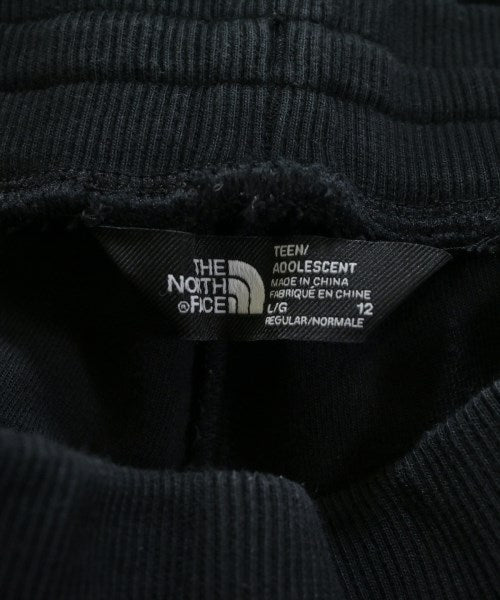 THE
NORTH
®FACE
TEEN/
ADOLESCENT
MADE IN CHINA
FABRIQUÉ EN CHINE
L/G 12
REGULAR/NORMALE